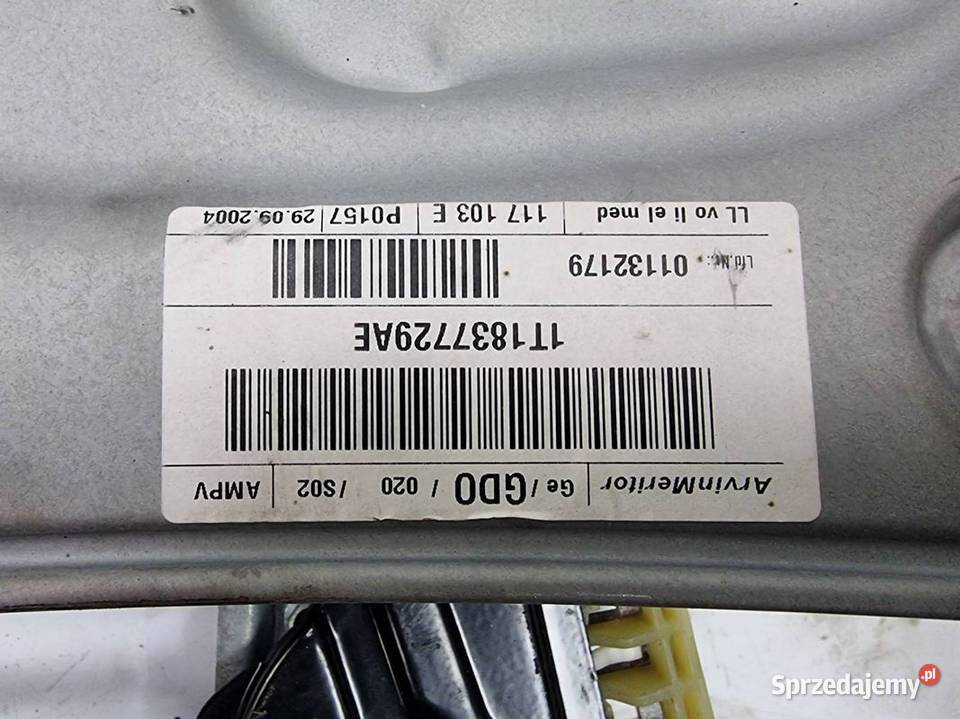 ArvinMeritor Ge / GD0 / 020 / S02 AMPV
1T1837729AE
Lfd.Nr.: 01132179
LL vo li el med 117 103 E P0157 29.09.2004
Sprzedajemy.pl